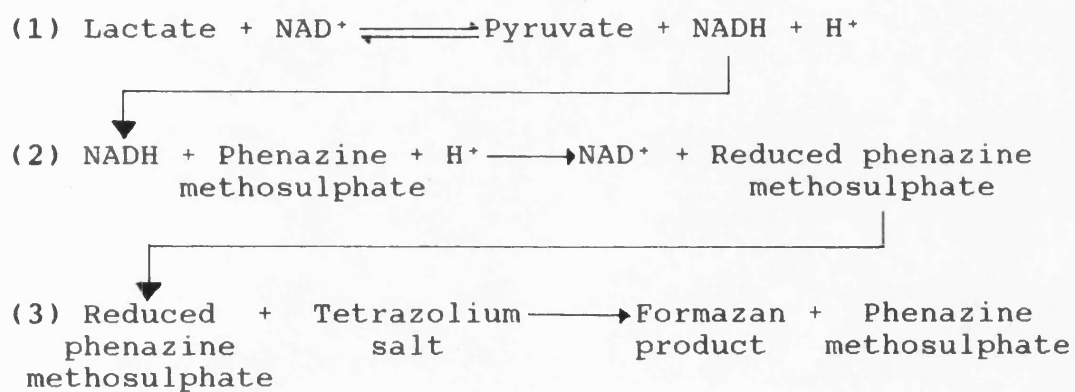 (1) Lactate + NAD⁺ ⇌ Pyruvate + NADH + H⁺
(2) NADH + Phenazine + H⁺ → NAD⁺ + Reduced phenazine
methosulphate methosulphate
(3) Reduced + Tetrazolium → Formazan + Phenazine
phenazine salt product methosulphate
methosulphate